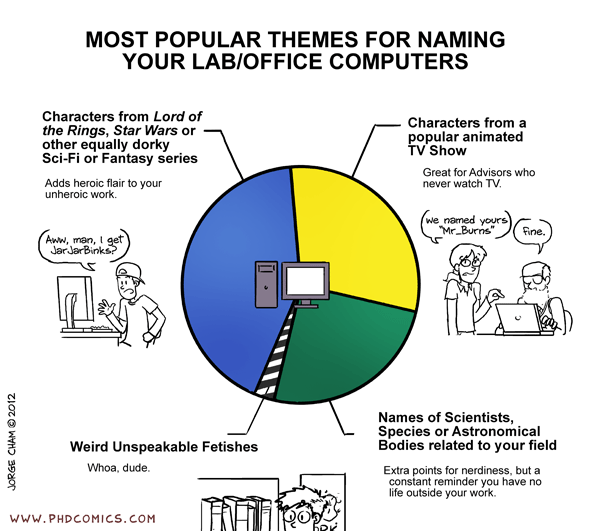 MOST POPULAR THEMES FOR NAMING
YOUR LAB/OFFICE COMPUTERS
Characters from Lord of
the Rings, Star Wars or
other equally dorky
Sci-Fi or Fantasy series
Adds heroic flair to your
unheroic work.
Aww, man, I get
JarJarBinks?
Characters from a
popular animated
TV Show
Great for Advisors who
never watch TV.
we named yours
"Mr_Burns"
Fine.
Weird Unspeakable Fetishes
Whoa, dude.
Names of Scientists,
Species or Astronomical
Bodies related to your field
Extra points for nerdiness, but a
constant reminder you have no
life outside your work.
JORGE CHAM © 2012
WWW.PHDCOMICS.COM